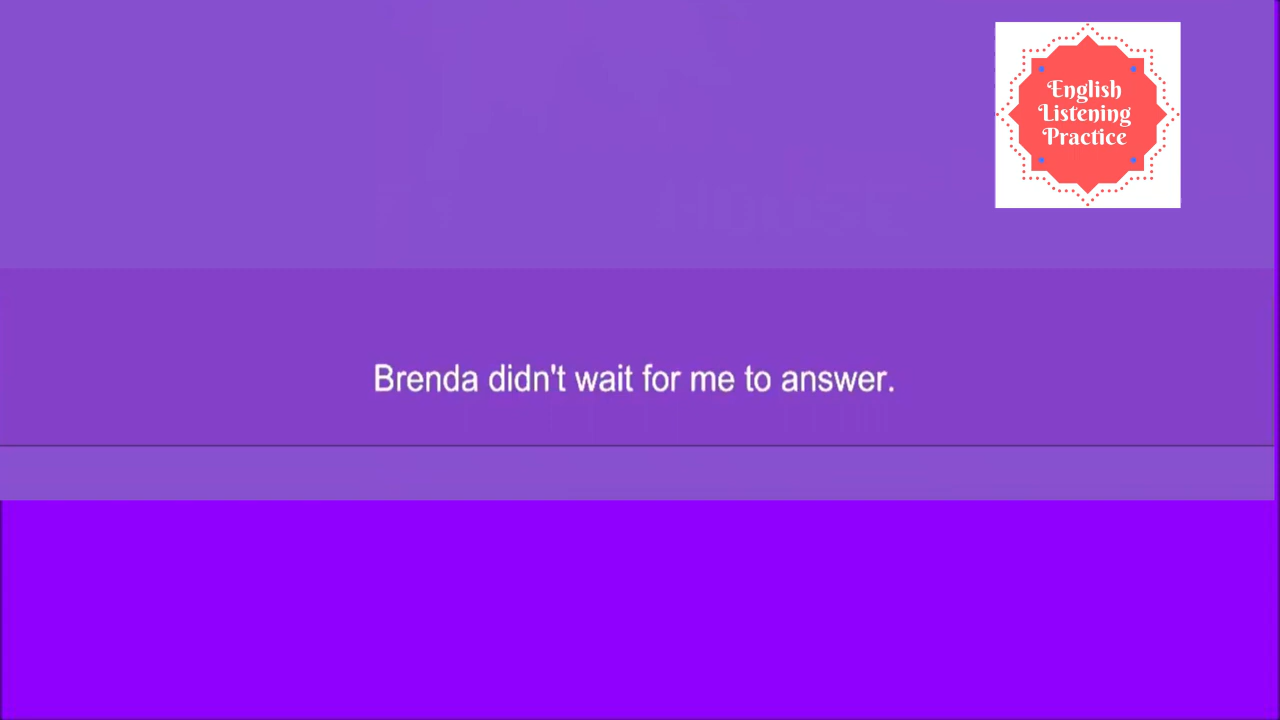 English
Listening
Practice
Brenda didn't wait for me to answer.